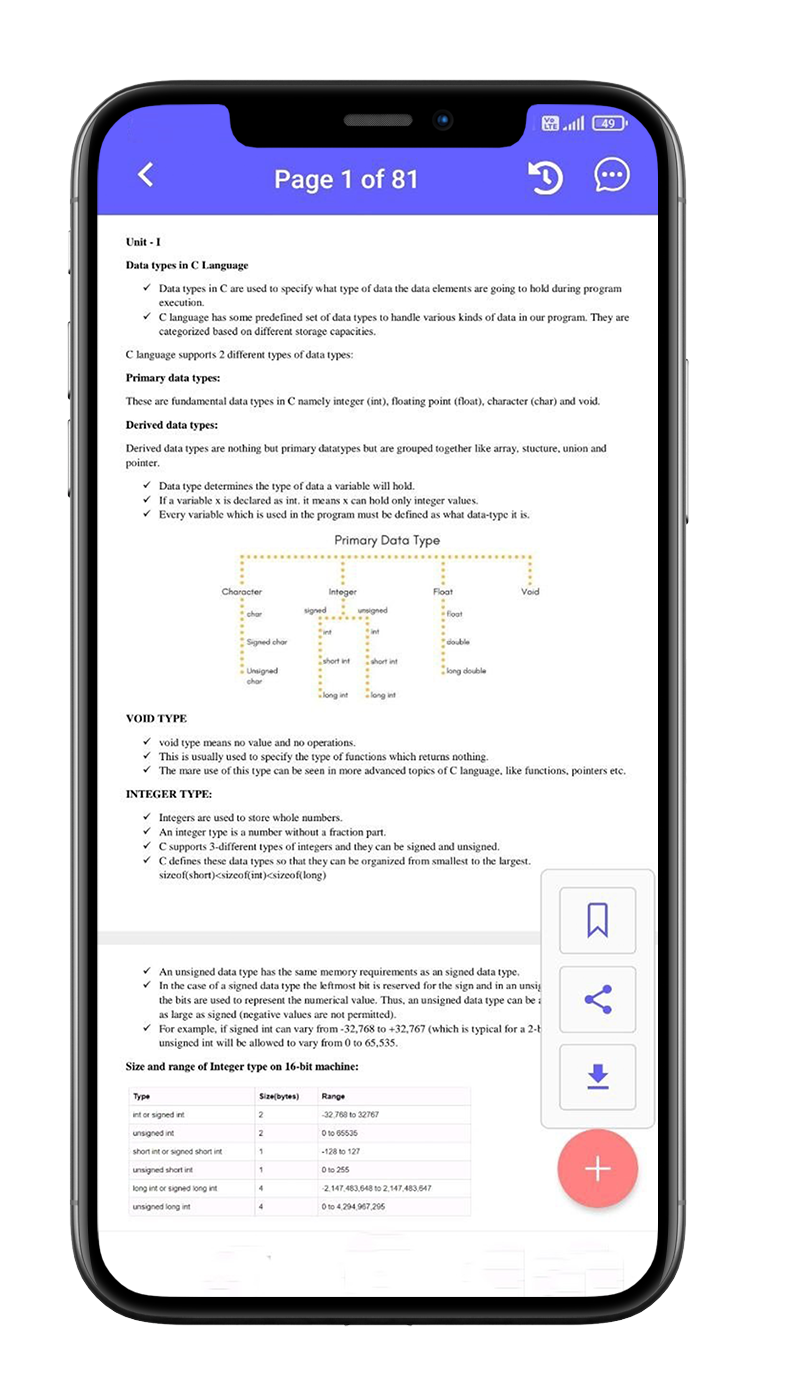 Vo LTE 49
Page 1 of 81
Unit - I
Data types in C Language
✓ Data types in C are used to specify what type of data the data elements are going to hold during program
execution.
✓ C language has some predefined set of data types to handle various kinds of data in our program. They are
categorized based on different storage capacities.
C language supports 2 different types of data types:
Primary data types:
These are fundamental data types in C namely integer (int), floating point (float), character (char) and void.
Derived data types:
Derived data types are nothing but primary datatypes but are grouped together like array, stucture, union and
pointer.
✓ Data type determines the type of data a variable will hold.
✓ If a variable x is declared as int. it means x can hold only integer values.
✓ Every variable which is used in the program must be defined as what data-type it is.
Primary Data Type
Character Integer Float Void
signed unsigned
char float
int int
Signed char double
short int short int
Unsigned long double
char
long int long int
VOID TYPE
✓ void type means no value and no operations.
✓ This is usually used to specify the type of functions which returns nothing.
✓ The mare use of this type can be seen in more advanced topics of C language, like functions, pointers etc.
INTEGER TYPE:
✓ Integers are used to store whole numbers.
✓ An integer type is a number without a fraction part.
✓ C supports 3-different types of integers and they can be signed and unsigned.
✓ C defines these data types so that they can be organized from smallest to the largest.
sizeof(short)<sizeof(int)<sizeof(long)
✓ An unsigned data type has the same memory requirements as an signed data type.
✓ In the case of a signed data type the leftmost bit is reserved for the sign and in an
the bits are used to represent the numerical value. Thus, an unsigned data type can be
as large as signed (negative values are not permitted).
✓ For example, if signed int can vary from -32,768 to +32,767 (which is typical for a
unsigned int will be allowed to vary from 0 to 65,535.
Size and range of Integer type on 16-bit machine:
Type Size(bytes) Range
int or signed int 2 -32,768 to 32767
unsigned int 2 0 to 65535
short int or signed short int 1 -128 to 127
unsigned short int 1 0 to 255
long int or signed long int 4 -2,147,483,648 to 2,147,483,647
unsigned long int 4 0 to 4,294,967,295